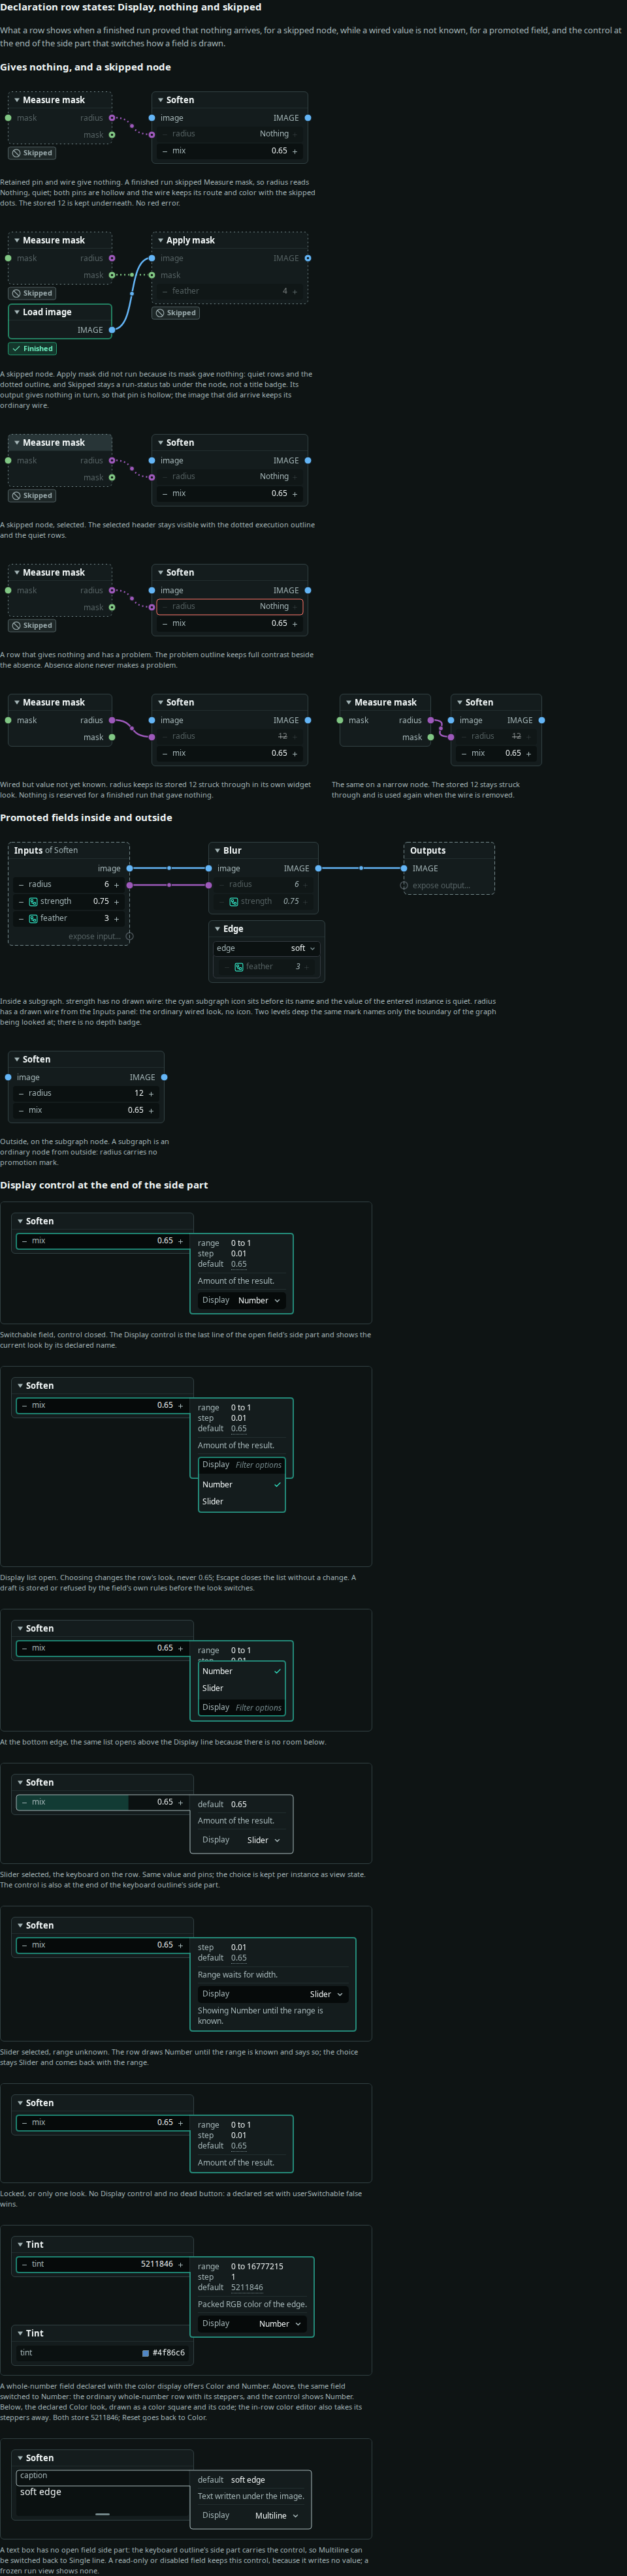 Declaration row states: Display, nothing and skipped
What a row shows when a finished run proved that nothing arrives, for a skipped node, while a wired value is not known, for a promoted field, and the control at
the end of the side part that switches how a field is drawn.
Gives nothing, and a skipped node
Measure mask
mask radius
mask
Skipped
Soften
image IMAGE
− radius Nothing +
− mix 0.65 +
Retained pin and wire give nothing. A finished run skipped Measure mask, so radius reads
Nothing, quiet; both pins are hollow and the wire keeps its route and color with the skipped
dots. The stored 12 is kept underneath. No red error.
Measure mask
mask radius
mask
Skipped
Load image
IMAGE
Finished
Apply mask
image IMAGE
mask
− feather 4 +
Skipped
A skipped node. Apply mask did not run because its mask gave nothing: quiet rows and the
dotted outline, and Skipped stays a run-status tab under the node, not a title badge. Its
output gives nothing in turn, so that pin is hollow; the image that did arrive keeps its
ordinary wire.
Measure mask
mask radius
mask
Skipped
Soften
image IMAGE
− radius Nothing +
− mix 0.65 +
A skipped node, selected. The selected header stays visible with the dotted execution outline
and the quiet rows.
Measure mask
mask radius
mask
Skipped
Soften
image IMAGE
− radius Nothing +
− mix 0.65 +
A row that gives nothing and has a problem. The problem outline keeps full contrast beside
the absence. Absence alone never makes a problem.
Measure mask
mask radius
mask
Soften
image IMAGE
− radius 12 +
− mix 0.65 +
Wired but value not yet known. radius keeps its stored 12 struck through in its own widget
look. Nothing is reserved for a finished run that gave nothing.
Measure mask
mask radius
mask
Soften
image IMAGE
− radius 12 +
− mix 0.65 +
The same on a narrow node. The stored 12 stays struck
through and is used again when the wire is removed.
Promoted fields inside and outside
Inputs of Soften
image
− radius 6 +
− strength 0.75 +
− feather 3 +
expose input...
Blur
image IMAGE
− radius 6 +
− strength 0.75 +
Edge
edge soft
− feather 3 +
Outputs
IMAGE
expose output...
Inside a subgraph. strength has no drawn wire: the cyan subgraph icon sits before its name and the value of the entered instance is quiet. radius
has a drawn wire from the Inputs panel: the ordinary wired look, no icon. Two levels deep the same mark names only the boundary of the graph
being looked at; there is no depth badge.
Soften
image IMAGE
− radius 12 +
− mix 0.65 +
Outside, on the subgraph node. A subgraph is an
ordinary node from outside: radius carries no
promotion mark.
Display control at the end of the side part
Soften
− mix 0.65 +
range 0 to 1
step 0.01
default 0.65
Amount of the result.
Display Number
Switchable field, control closed. The Display control is the last line of the open field's side part and shows the
current look by its declared name.
Soften
− mix 0.65 +
range 0 to 1
step 0.01
default 0.65
Amount of the result.
Display Filter options
Number
Slider
Display list open. Choosing changes the row's look, never 0.65; Escape closes the list without a change. A
draft is stored or refused by the field's own rules before the look switches.
Soften
− mix 0.65 +
range 0 to 1
Number
Slider
Display Filter options
At the bottom edge, the same list opens above the Display line because there is no room below.
Soften
− mix 0.65 +
default 0.65
Amount of the result.
Display Slider
Slider selected, the keyboard on the row. Same value and pins; the choice is kept per instance as view state.
The control is also at the end of the keyboard outline's side part.
Soften
− mix 0.65 +
step 0.01
default 0.65
Range waits for width.
Display Slider
Showing Number until the range is
known.
Slider selected, range unknown. The row draws Number until the range is known and says so; the choice
stays Slider and comes back with the range.
Soften
− mix 0.65 +
range 0 to 1
step 0.01
default 0.65
Amount of the result.
Locked, or only one look. No Display control and no dead button: a declared set with userSwitchable false
wins.
Tint
− tint 5211846 +
range 0 to 16777215
step 1
default 5211846
Packed RGB color of the edge.
Display Number
Tint
tint #4f86c6
A whole-number field declared with the color display offers Color and Number. Above, the same field
switched to Number: the ordinary whole-number row with its steppers, and the control shows Number.
Below, the declared Color look, drawn as a color square and its code; the in-row color editor also takes its
steppers away. Both store 5211846; Reset goes back to Color.
Soften
caption
soft edge
default soft edge
Text written under the image.
Display Multiline
A text box has no open field side part: the keyboard outline's side part carries the control, so Multiline can
be switched back to Single line. A read-only or disabled field keeps this control, because it writes no value; a
frozen run view shows none.